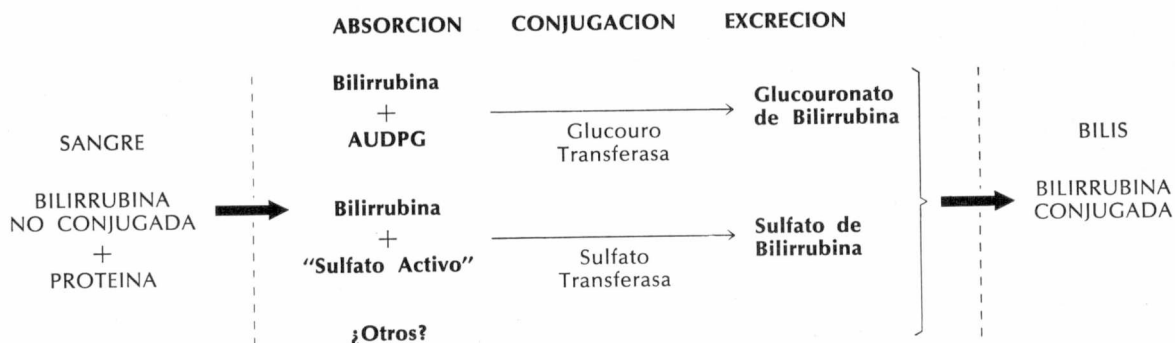 ABSORCION CONJUGACION EXCRECION
SANGRE
BILIRRUBINA
NO CONJUGADA
+
PROTEINA
Bilirrubina
+
AUDPG
Glucouro
Transferasa
Glucouronato
de Bilirrubina
Bilirrubina
+
"Sulfato Activo"
Sulfato
Transferasa
Sulfato de
Bilirrubina
¿Otros?
BILIS
BILIRRUBINA
CONJUGADA